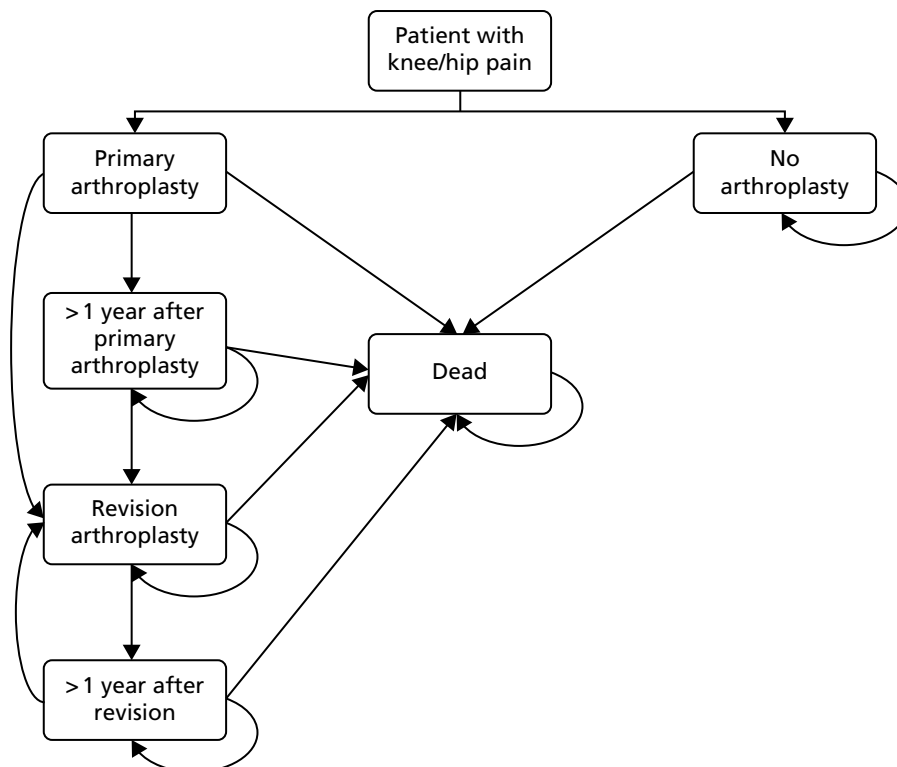 Patient with
knee/hip pain
Primary
arthroplasty
No
arthroplasty
>1 year after
primary
arthroplasty
Dead
Revision
arthroplasty
>1 year after
revision